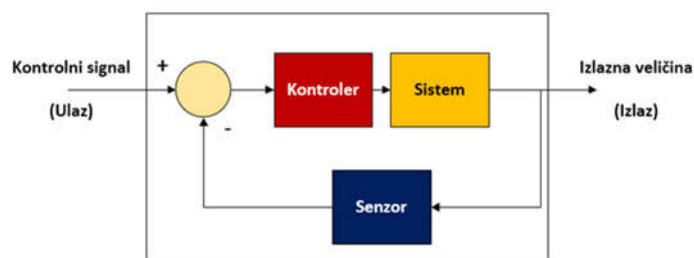 Kontrolni signal
(Ulaz)
+
-
Kontroler
Sistem
Izlazna veličina
(Izlaz)
Senzor